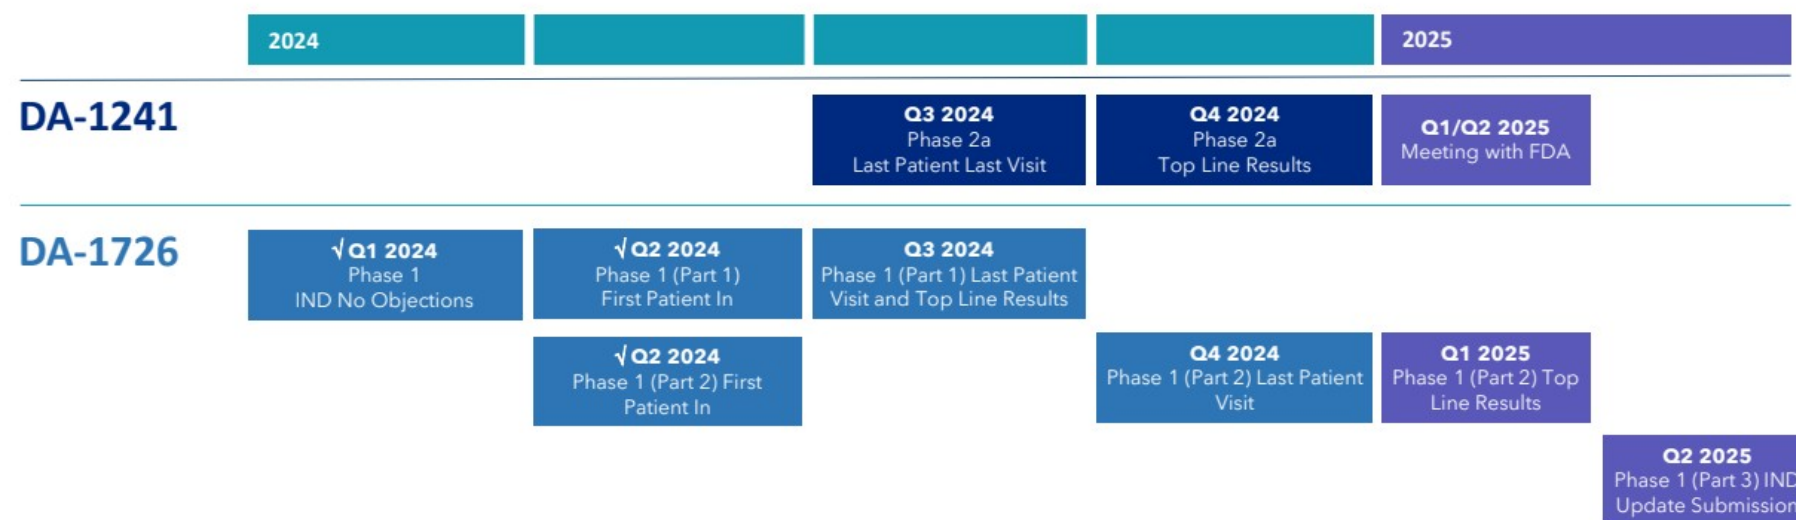 2024
2025
DA-1241
Q3 2024
Phase 2a
Last Patient Last Visit
Q4 2024
Phase 2a
Top Line Results
Q1/Q2 2025
Meeting with FDA
DA-1726
√ Q1 2024
Phase 1
IND No Objections
√ Q2 2024
Phase 1 (Part 1)
First Patient In
Q3 2024
Phase 1 (Part 1) Last Patient
Visit and Top Line Results
√ Q2 2024
Phase 1 (Part 2) First
Patient In
Q4 2024
Phase 1 (Part 2) Last Patient
Visit
Q1 2025
Phase 1 (Part 2) Top
Line Results
Q2 2025
Phase 1 (Part 3) IND
Update Submission